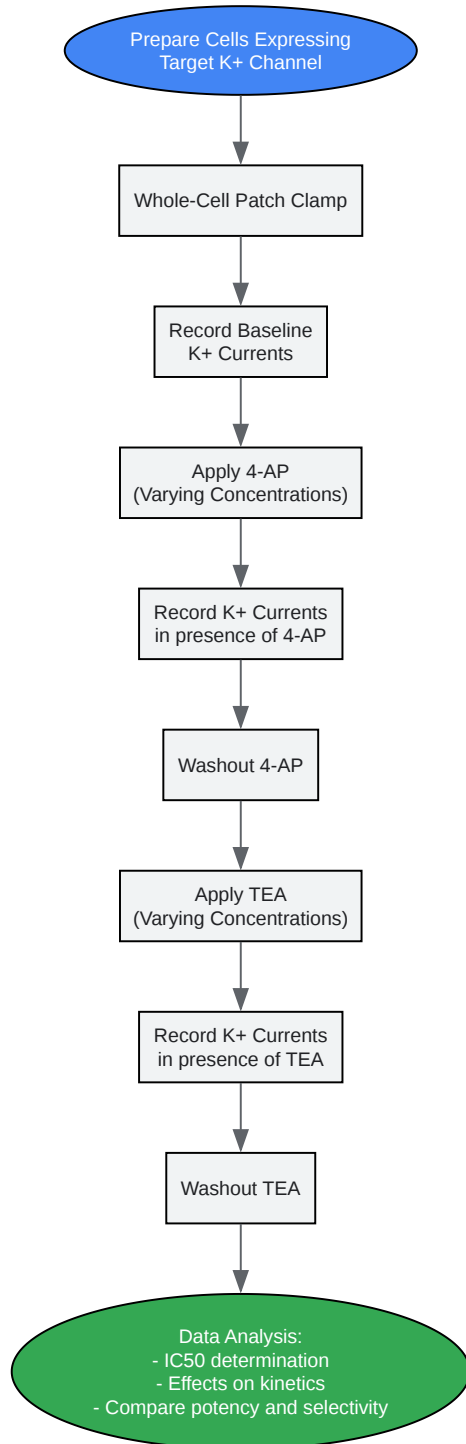 Prepare Cells Expressing
Target K+ Channel
Whole-Cell Patch Clamp
Record Baseline
K+ Currents
Apply 4-AP
(Varying Concentrations)
Record K+ Currents
in presence of 4-AP
Washout 4-AP
Apply TEA
(Varying Concentrations)
Record K+ Currents
in presence of TEA
Washout TEA
Data Analysis:
- IC50 determination
- Effects on kinetics
- Compare potency and selectivity